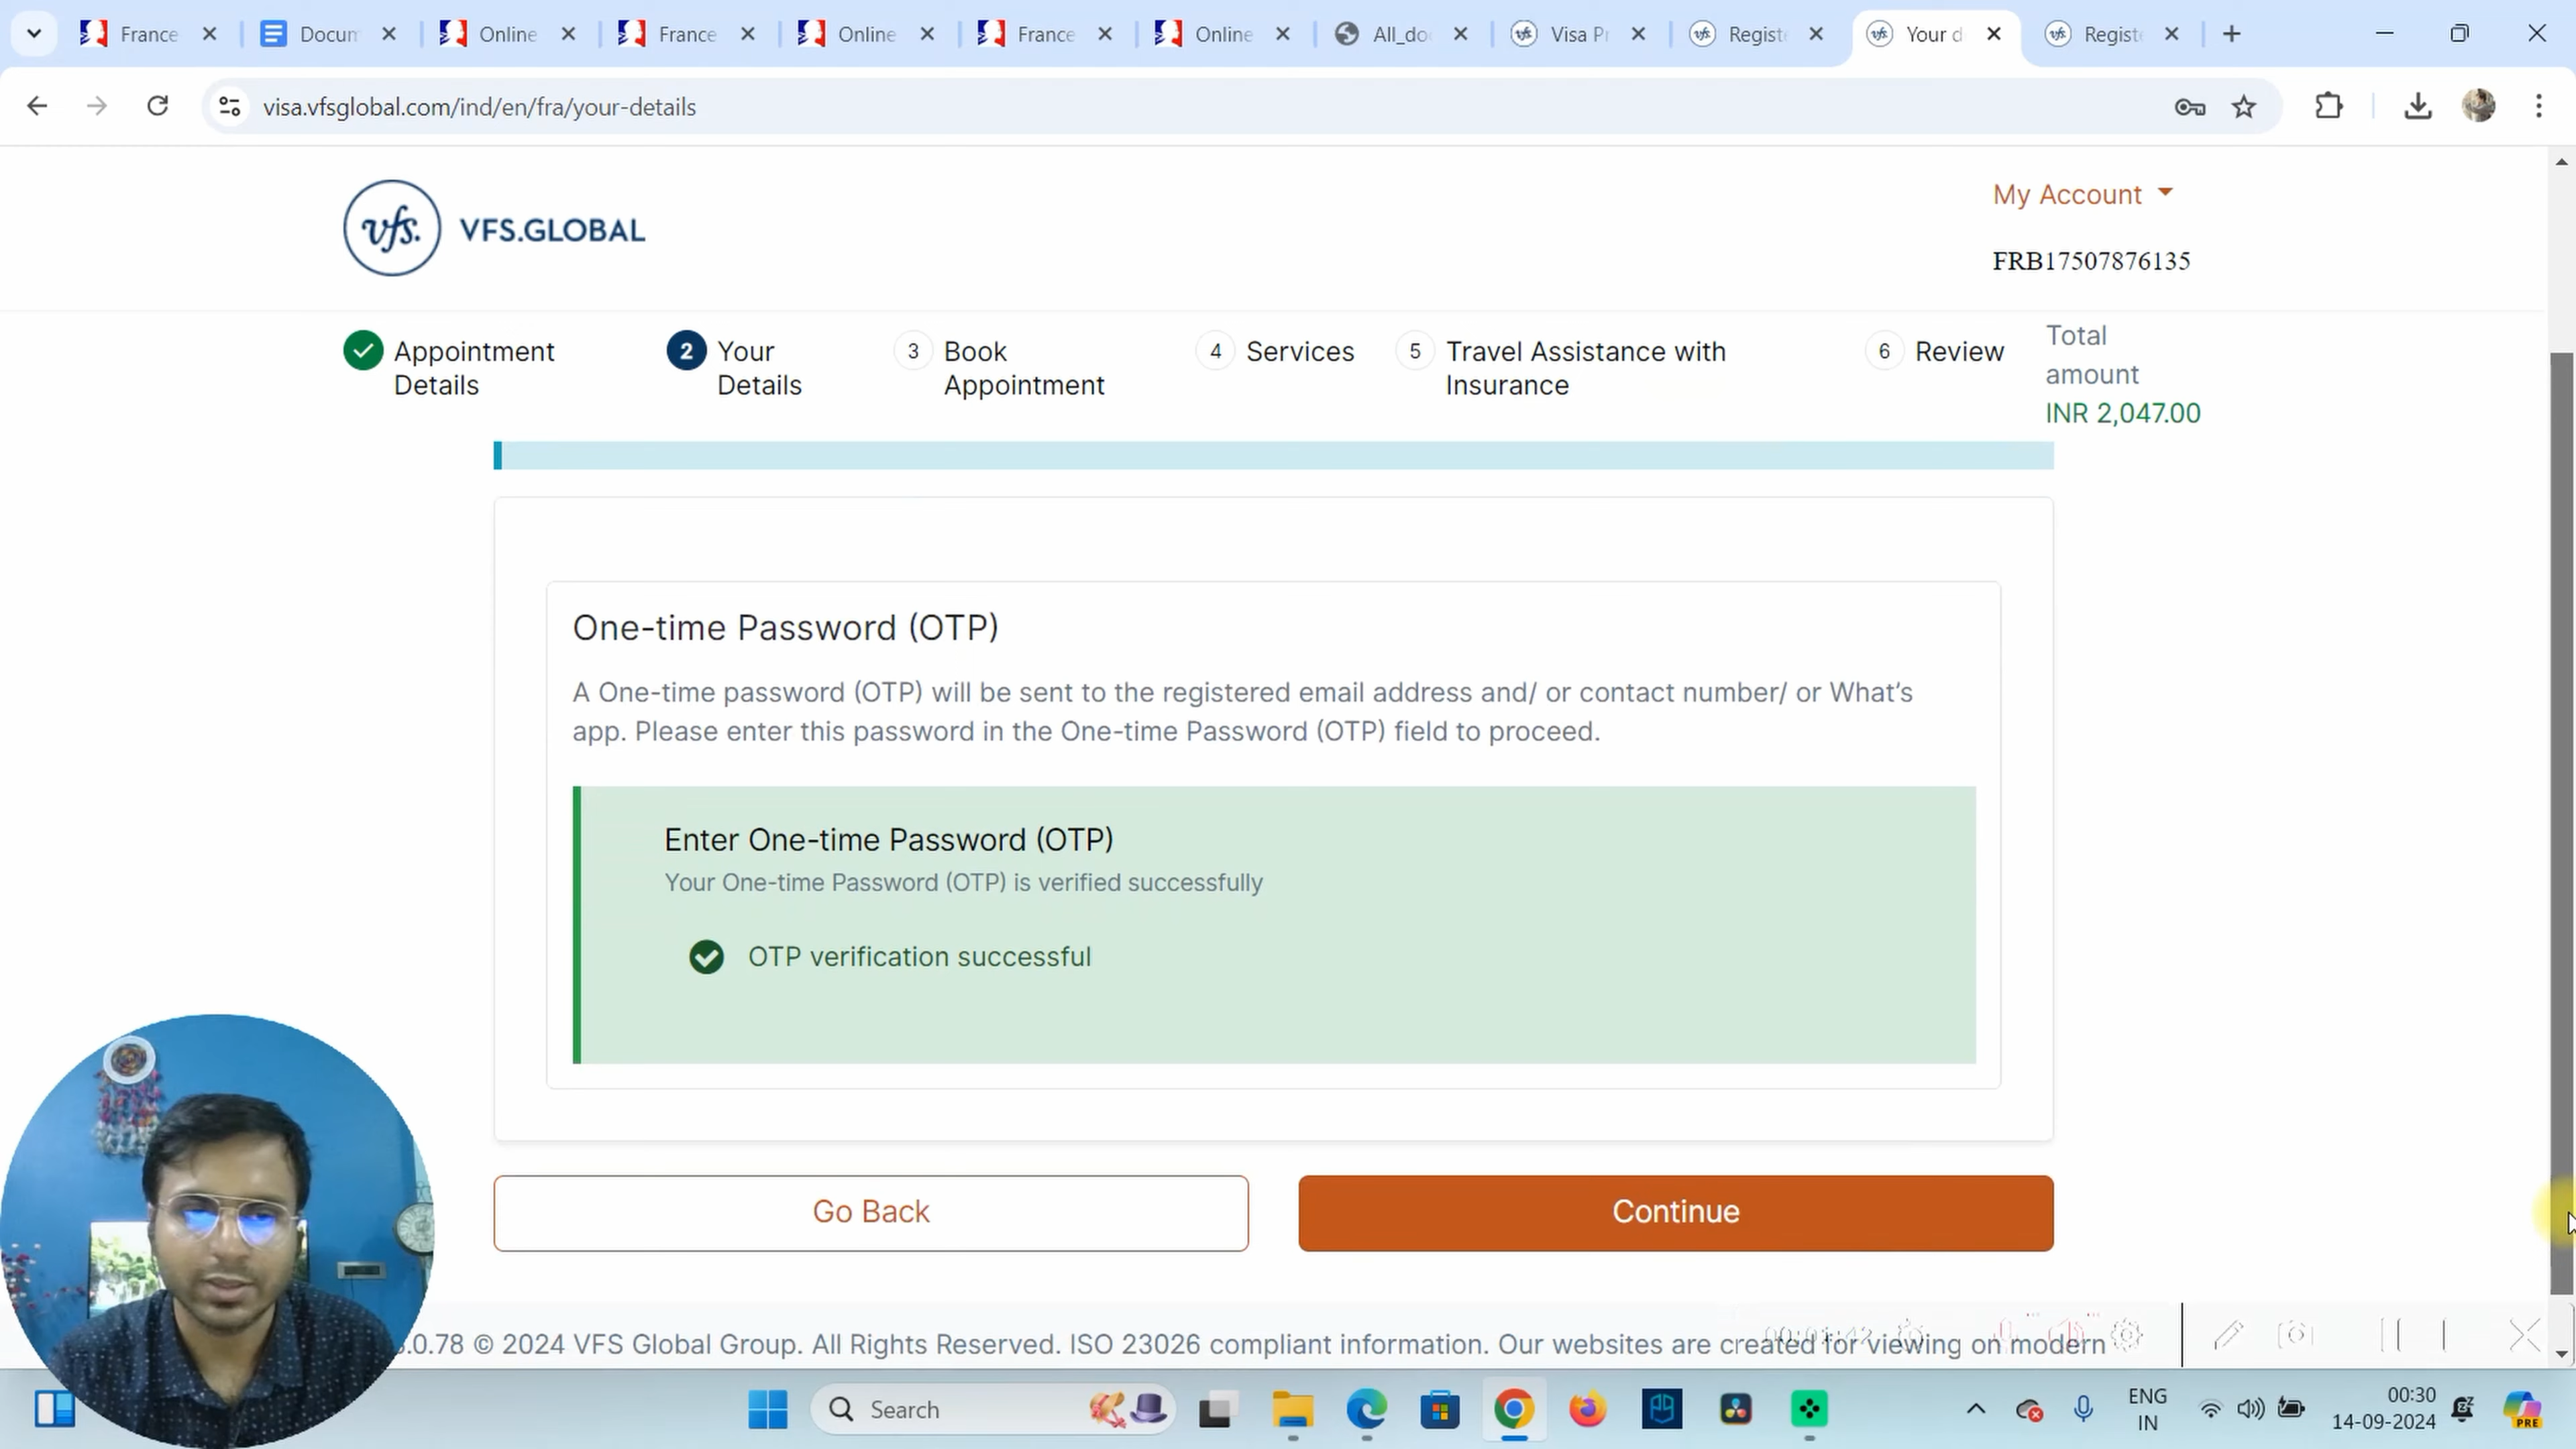 France
Docum
Online
France
Online
France
Online
All_do
Visa Pr
Registe
Your d
Registe
visa.vfsglobal.com/ind/en/fra/your-details
vfs. VFS.GLOBAL
My Account
FRB17507876135
Appointment Details
2 Your Details
3 Book Appointment
4 Services
5 Travel Assistance with Insurance
6 Review
Total amount
INR 2,047.00
One-time Password (OTP)
A One-time password (OTP) will be sent to the registered email address and/ or contact number/ or What's
app. Please enter this password in the One-time Password (OTP) field to proceed.
Enter One-time Password (OTP)
Your One-time Password (OTP) is verified successfully
OTP verification successful
Go Back
Continue
.0.78 © 2024 VFS Global Group. All Rights Reserved. ISO 23026 compliant information. Our websites are created for viewing on modern
Search
ENG
IN
00:30
14-09-2024
PRE